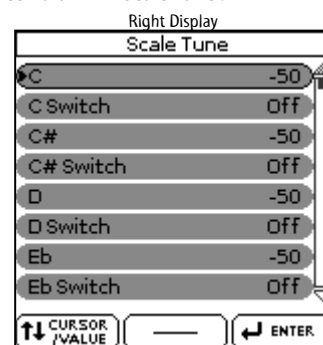 Right Display
Scale Tune
C -50
C Switch Off
C# -50
C# Switch Off
D -50
D Switch Off
Eb -50
Eb Switch Off
CURSOR /VALUE ENTER